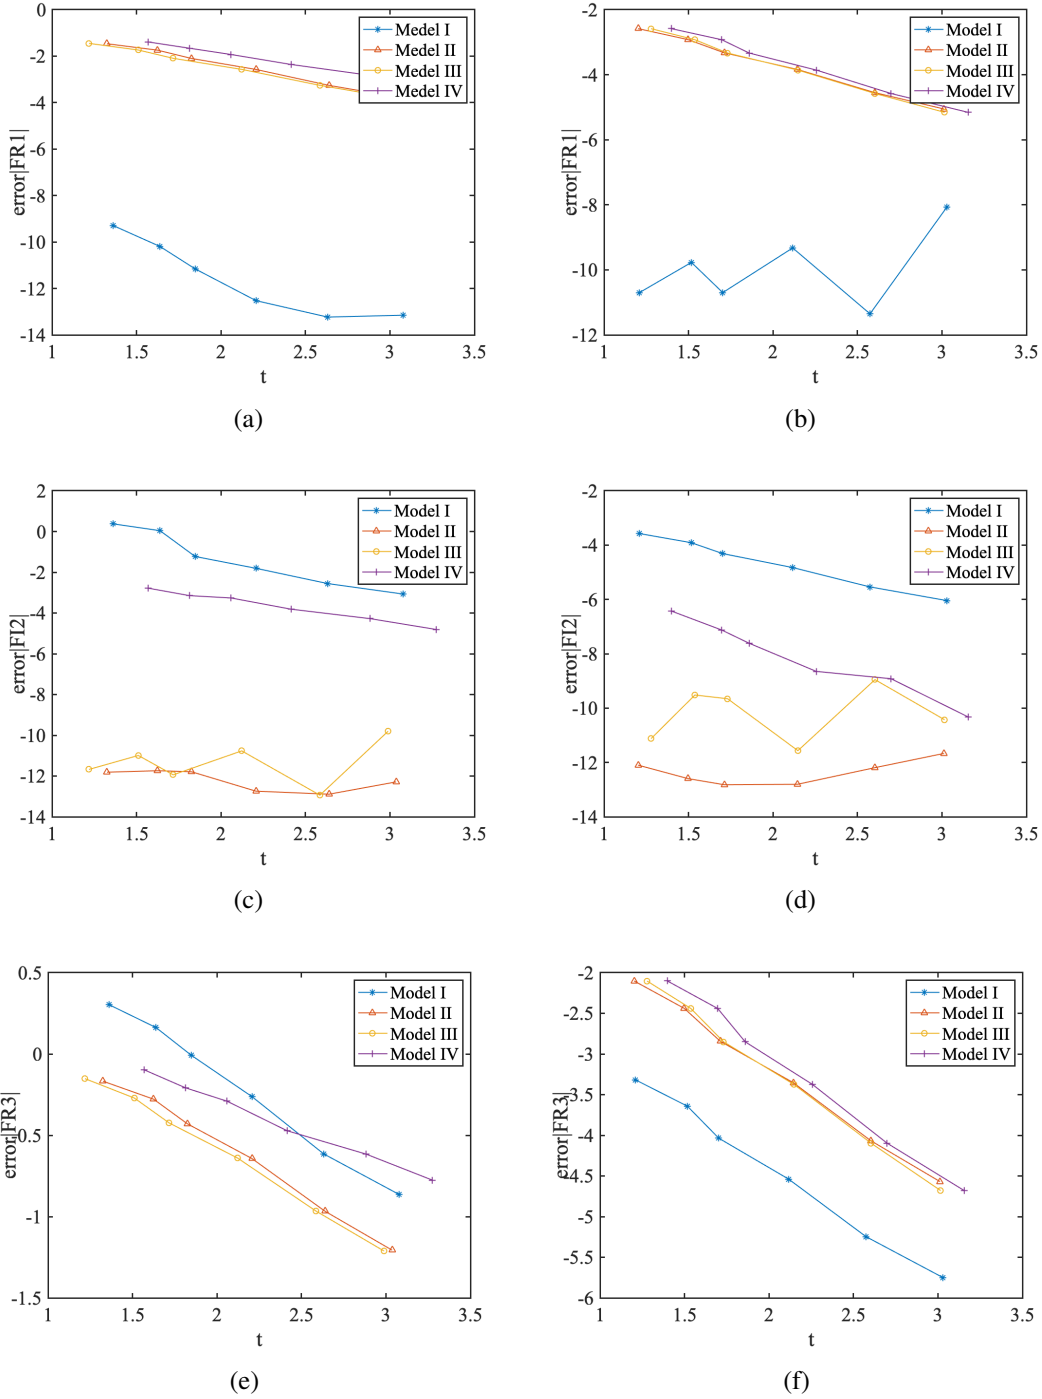 0
-2
-4
-6
-8
-10
-12
-14
1
1.5
2
2.5
3
3.5
t
error|FR1|
Medel I
Medel II
Medel III
Medel IV
(a)
-2
-4
-6
-8
-10
-12
1
1.5
2
2.5
3
3.5
t
error|FR1|
Model I
Model II
Model III
Model IV
(b)
2
0
-2
-4
-6
-8
-10
-12
-14
1
1.5
2
2.5
3
3.5
t
error|FI2|
Model I
Model II
Model III
Model IV
(c)
-2
-4
-6
-8
-10
-12
-14
1
1.5
2
2.5
3
3.5
t
error|FI2|
Model I
Model II
Model III
Model IV
(d)
0.5
0
-0.5
-1
-1.5
1
1.5
2
2.5
3
3.5
t
error|FR3|
Model I
Model II
Model III
Model IV
(e)
-2
-2.5
-3
-3.5
-4
-4.5
-5
-5.5
-6
1
1.5
2
2.5
3
3.5
t
error|FR3|
Model I
Model II
Model III
Model IV
(f)